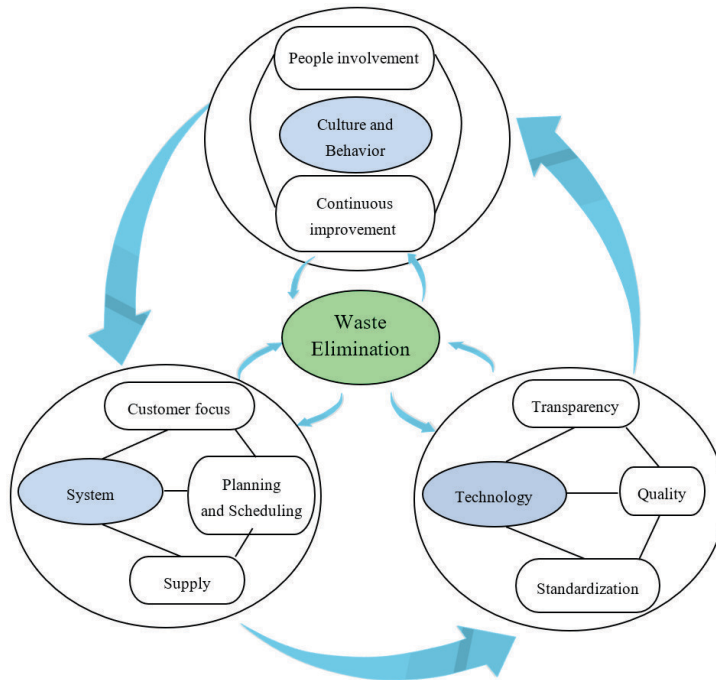 People involvement
Culture and
Behavior
Continuous
improvement
Waste
Elimination
Customer focus
System
Planning
and Scheduling
Supply
Transparency
Technology
Quality
Standardization